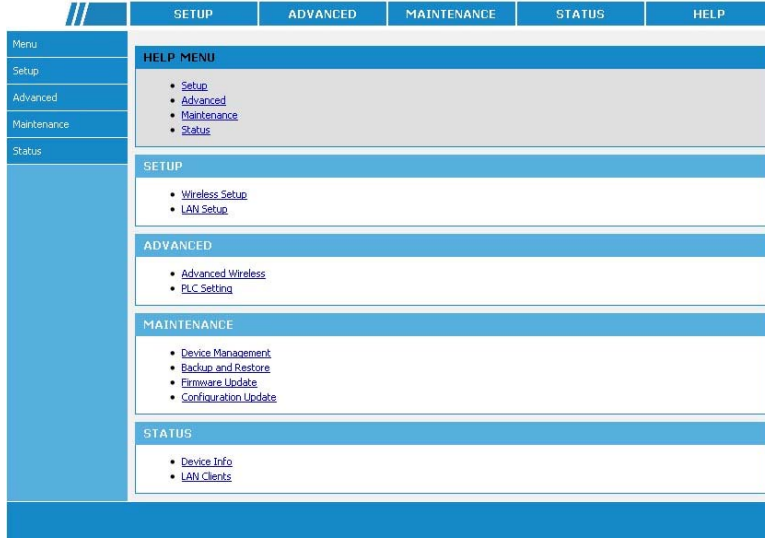 SETUP ADVANCED MAINTENANCE STATUS HELP
Menu
Setup
Advanced
Maintenance
Status
HELP MENU
Setup
Advanced
Maintenance
Status
SETUP
Wireless Setup
LAN Setup
ADVANCED
Advanced Wireless
PLC Setting
MAINTENANCE
Device Management
Backup and Restore
Firmware Update
Configuration Update
STATUS
Device Info
LAN Clients